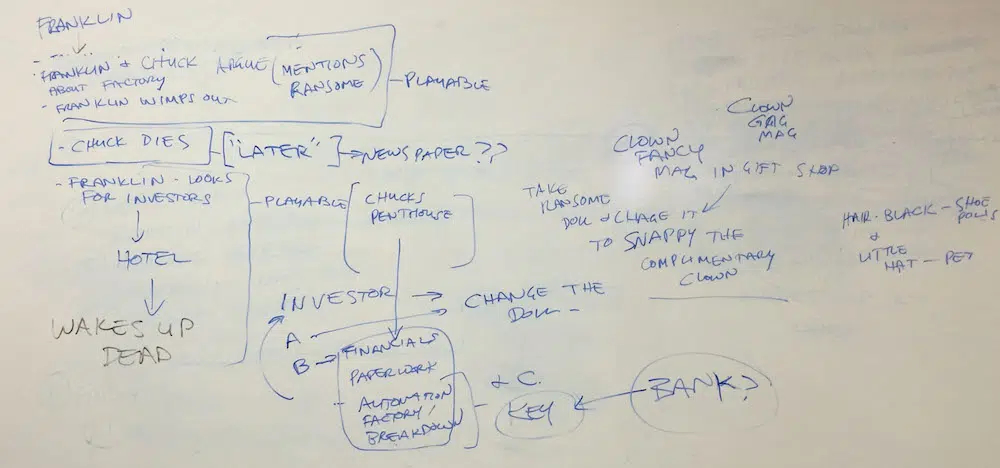 FRANKLIN
- FRANKLIN & CHUCK ARGUE (MENTIONS
RANSOME)
ABOUT FACTORY
- FRANKLIN WIMPS OUT
- PLAYABLE
- CHUCK DIES
- ["LATER"] → NEWSPAPER??
- FRANKLIN - LOOKS
FOR INVESTORS
- PLAYABLE
CHUCKS
PENTHOUSE
HOTEL
WAKES UP
DEAD
INVESTOR → CHANGE THE
DOLL -
A
B → FINANCIALS
PAPERWORK
- AUTOMATION
FACTORY/
BREAKDOWN
& C.
KEY
BANK?
CLOWN
GAG
MAG
CLOWN
FANCY
MAG IN GIFT SHOP
TAKE
RANSOME
DOLL & CHAGE IT
TO SNAPPY THE
COMPLIMENTARY
CLOWN
HAIR - BLACK - SHOE
POLIS
&
LITTLE
HAT - PET